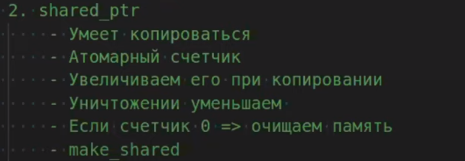 2. shared_ptr
- Умеет копироваться
- Атомарный счетчик
- Увеличиваем его при копировании
- Уничтожении уменьшаем
- Если счетчик 0 => очищаем память
- make_shared